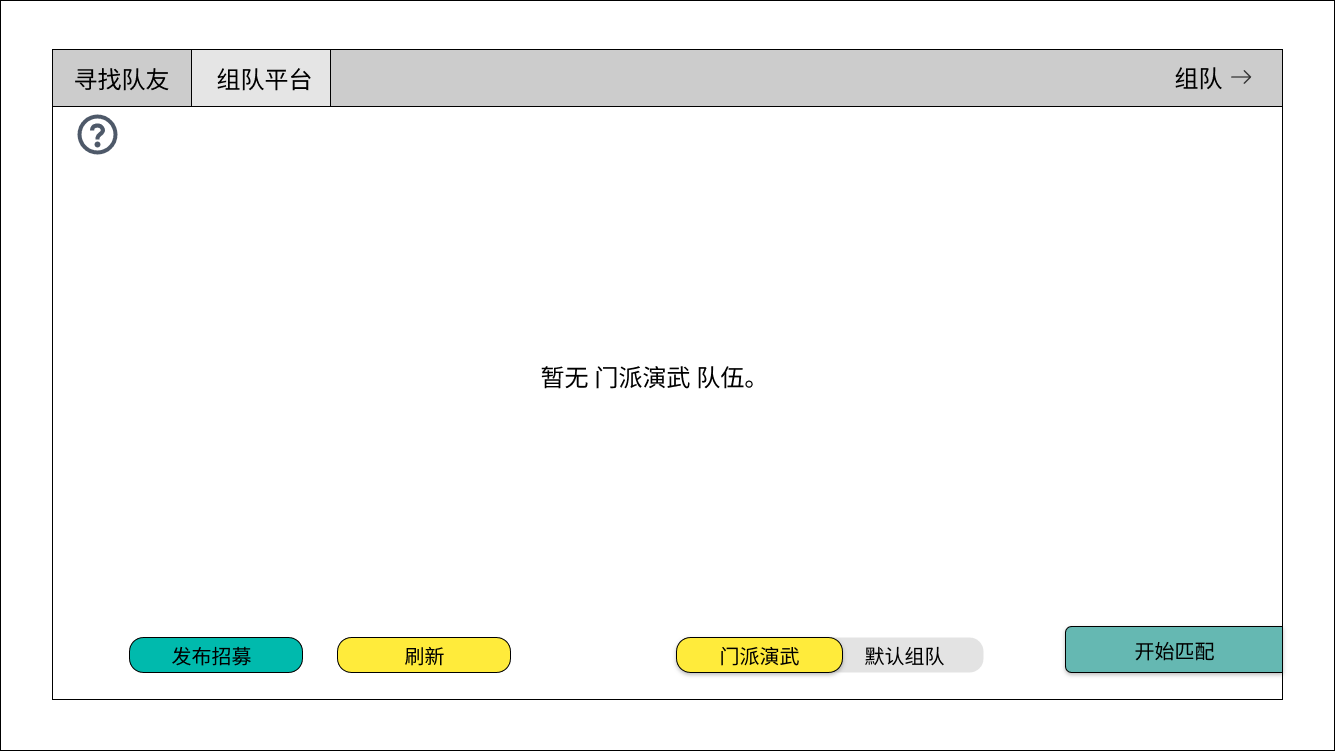 寻找队友
组队平台
组队 →
?
暂无 门派演武 队伍。
发布招募
刷新
门派演武
默认组队
开始匹配